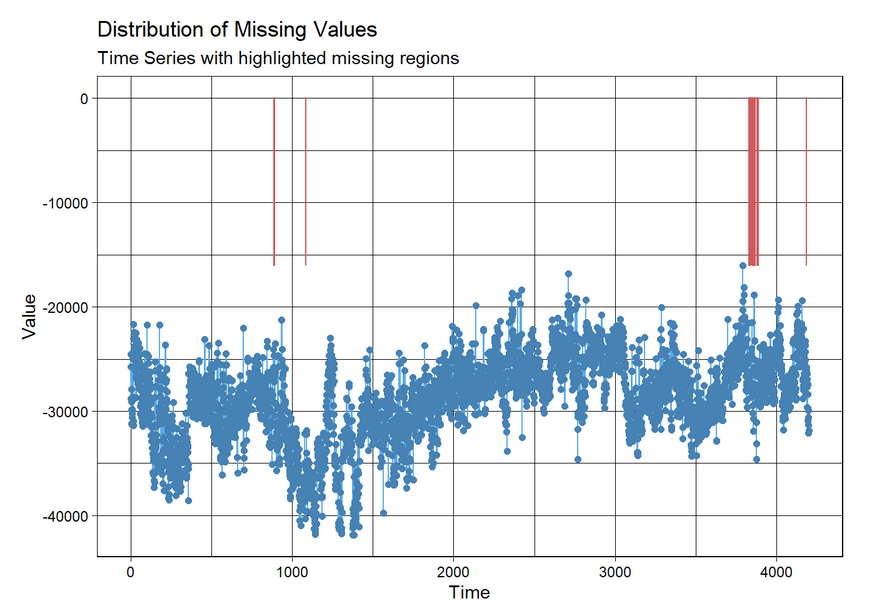 Distribution of Missing Values
Time Series with highlighted missing regions
0
-10000
-20000
-30000
-40000
Value
0 1000 2000 3000 4000
Time